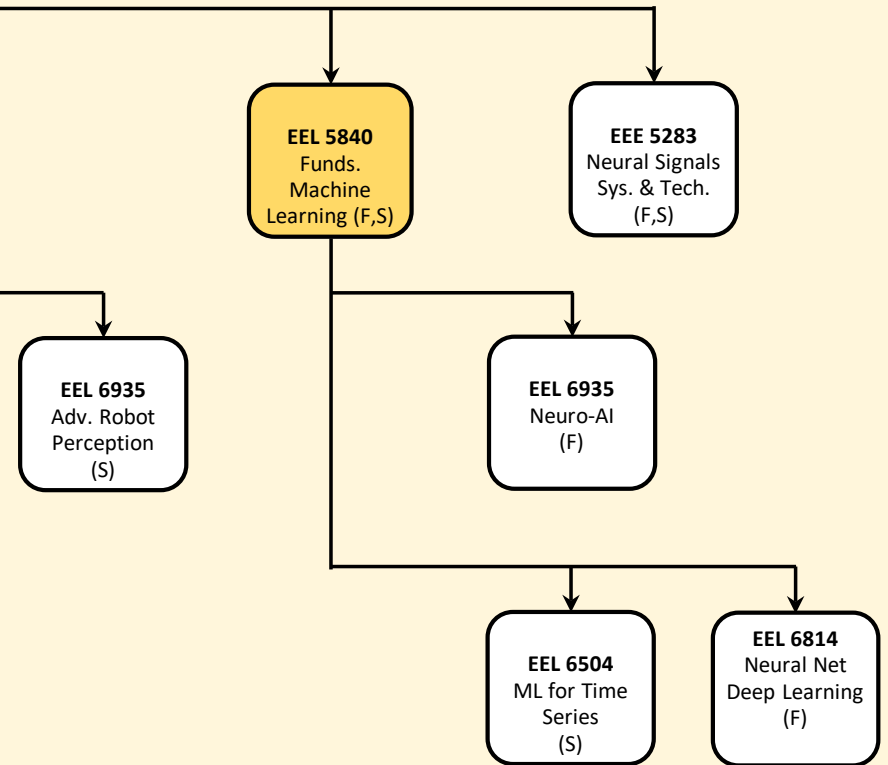 EEL 5840
Funds.
Machine
Learning (F,S)
EEE 5283
Neural Signals
Sys. & Tech.
(F,S)
EEL 6935
Adv. Robot
Perception
(S)
EEL 6935
Neuro-AI
(F)
EEL 6504
ML for Time
Series
(S)
EEL 6814
Neural Net
Deep Learning
(F)